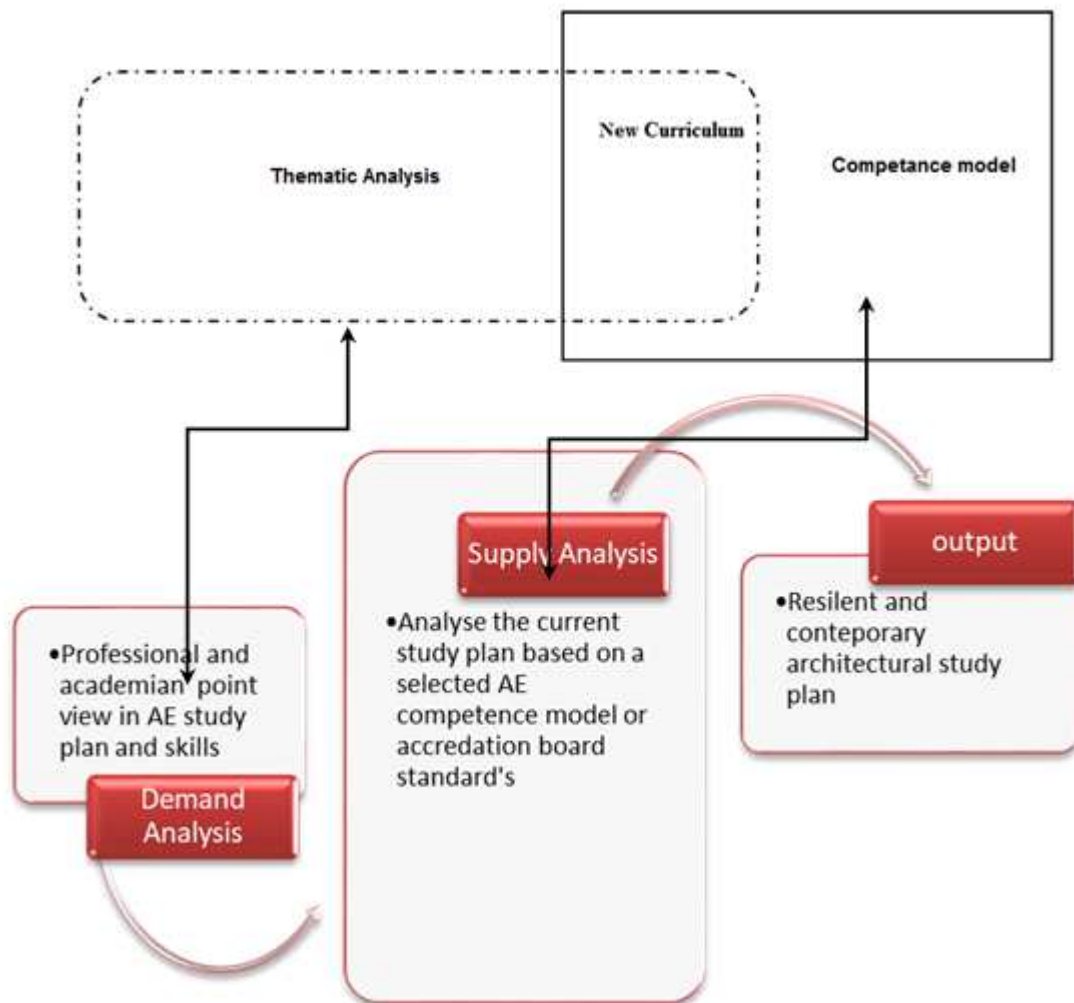 New Curriculum
Thematic Analysis
Competance model
Supply Analysis
•Analyse the current
study plan based on a
selected AE
competence model or
accredation board
standard's
output
•Resilent and
conteporary
architectural study
plan
•Professional and
academian point
view in AE study
plan and skills
Demand
Analysis